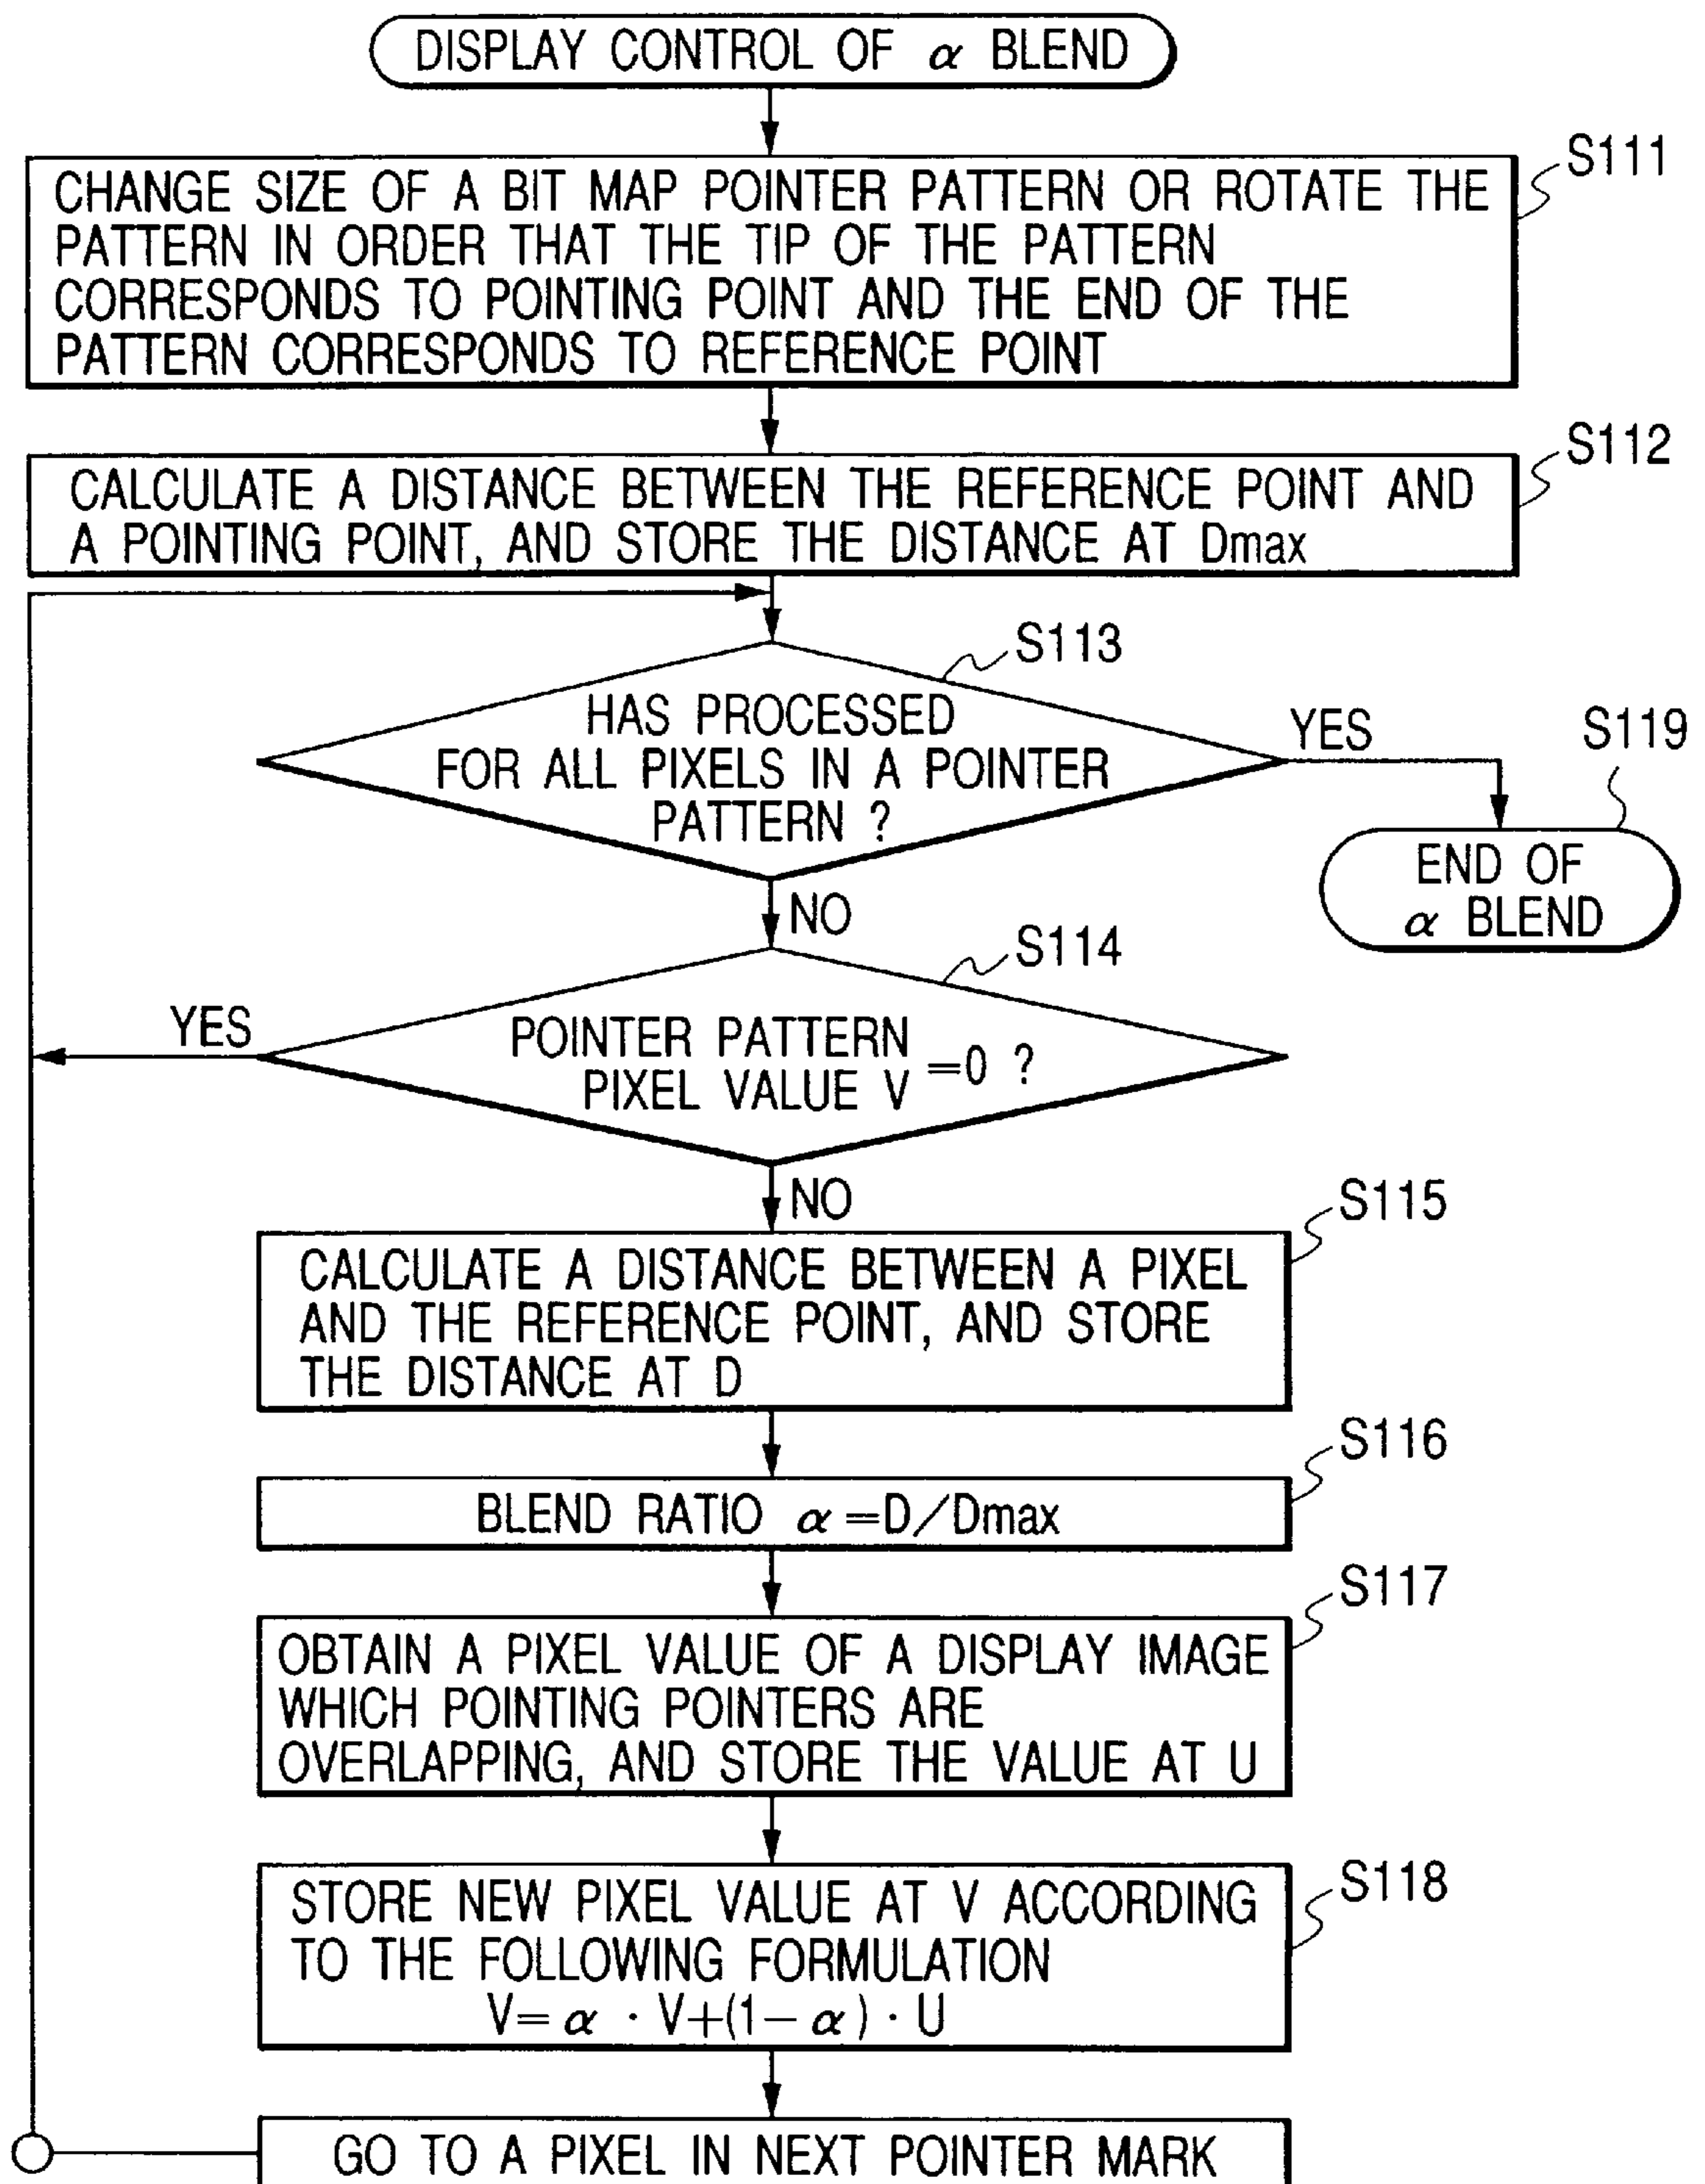 DISPLAY CONTROL OF α BLEND
S111
CHANGE SIZE OF A BIT MAP POINTER PATTERN OR ROTATE THE
PATTERN IN ORDER THAT THE TIP OF THE PATTERN
CORRESPONDS TO POINTING POINT AND THE END OF THE
PATTERN CORRESPONDS TO REFERENCE POINT
S112
CALCULATE A DISTANCE BETWEEN THE REFERENCE POINT AND
A POINTING POINT, AND STORE THE DISTANCE AT Dmax
S113
HAS PROCESSED
FOR ALL PIXELS IN A POINTER
PATTERN ?
YES
S119
END OF
α BLEND
NO
S114
POINTER PATTERN
PIXEL VALUE V =0 ?
YES
NO
S115
CALCULATE A DISTANCE BETWEEN A PIXEL
AND THE REFERENCE POINT, AND STORE
THE DISTANCE AT D
S116
BLEND RATIO α=D/Dmax
S117
OBTAIN A PIXEL VALUE OF A DISPLAY IMAGE
WHICH POINTING POINTERS ARE
OVERLAPPING, AND STORE THE VALUE AT U
S118
STORE NEW PIXEL VALUE AT V ACCORDING
TO THE FOLLOWING FORMULATION
V=α · V+(1-α) · U
GO TO A PIXEL IN NEXT POINTER MARK